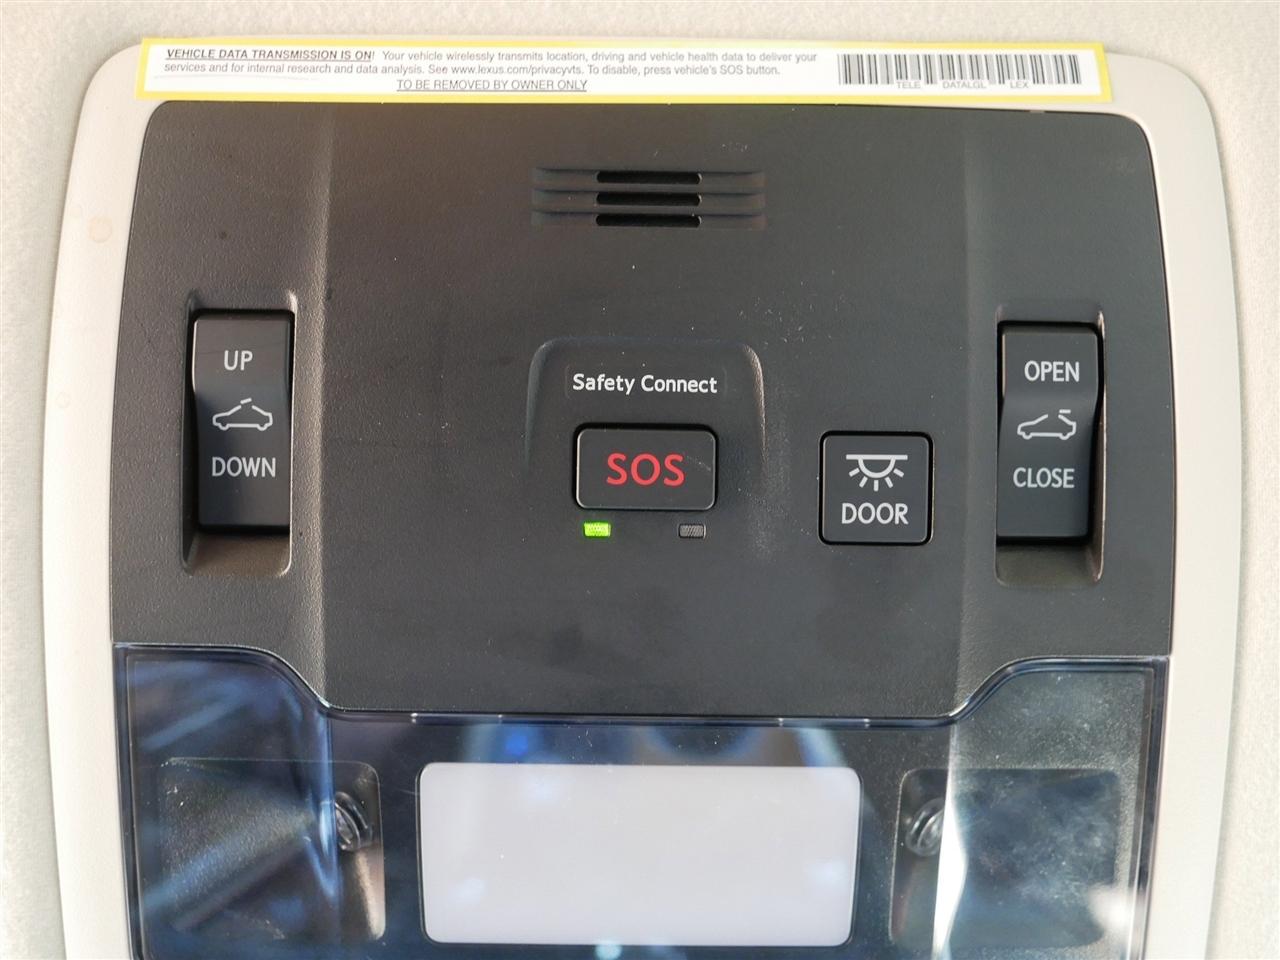 VEHICLE DATA TRANSMISSION IS ON! Your vehicle wirelessly transmits location, driving and vehicle health data to deliver your
services and for internal research and data analysis. See www.lexus.com/privacyvts. To disable, press vehicle's SOS button.
TO BE REMOVED BY OWNER ONLY
TELE DATALGL LEX
UP
DOWN
Safety Connect
SOS
DOOR
OPEN
CLOSE